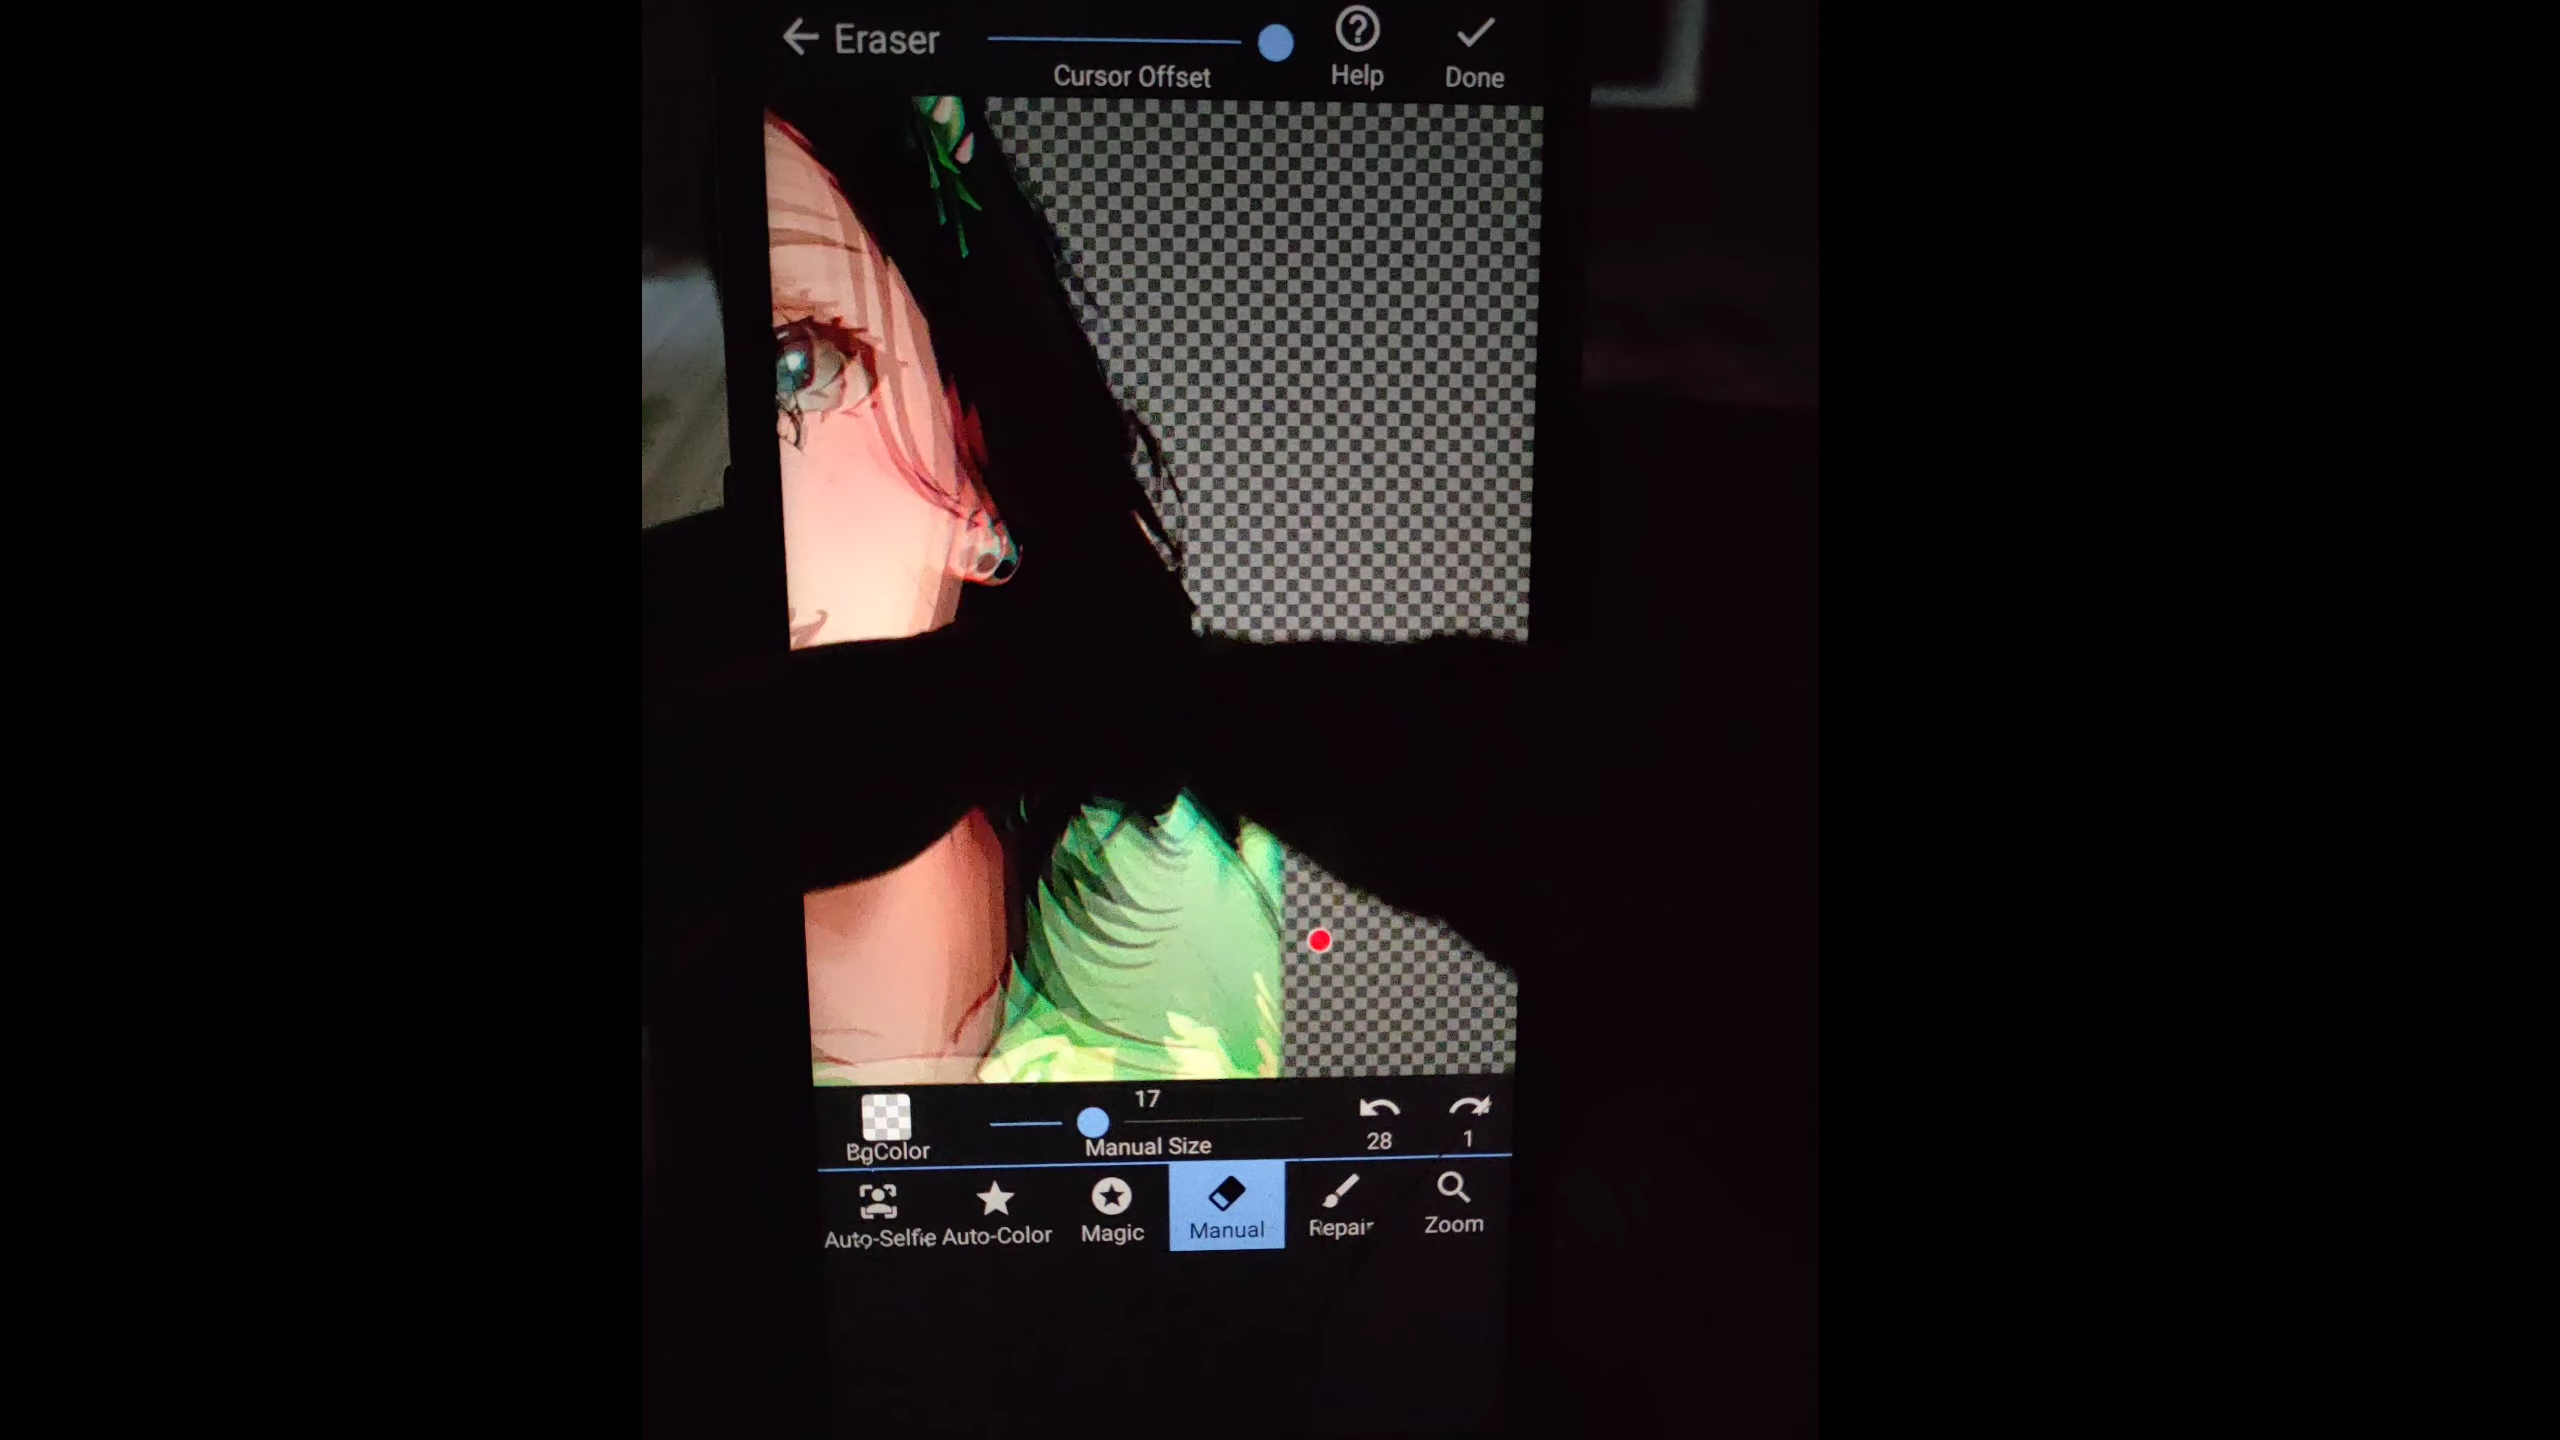 Eraser
Cursor Offset
Help
Done
17
BgColor
Manual Size
28
1
Auto-Selfie
Auto-Color
Magic
Manual
Repair
Zoom